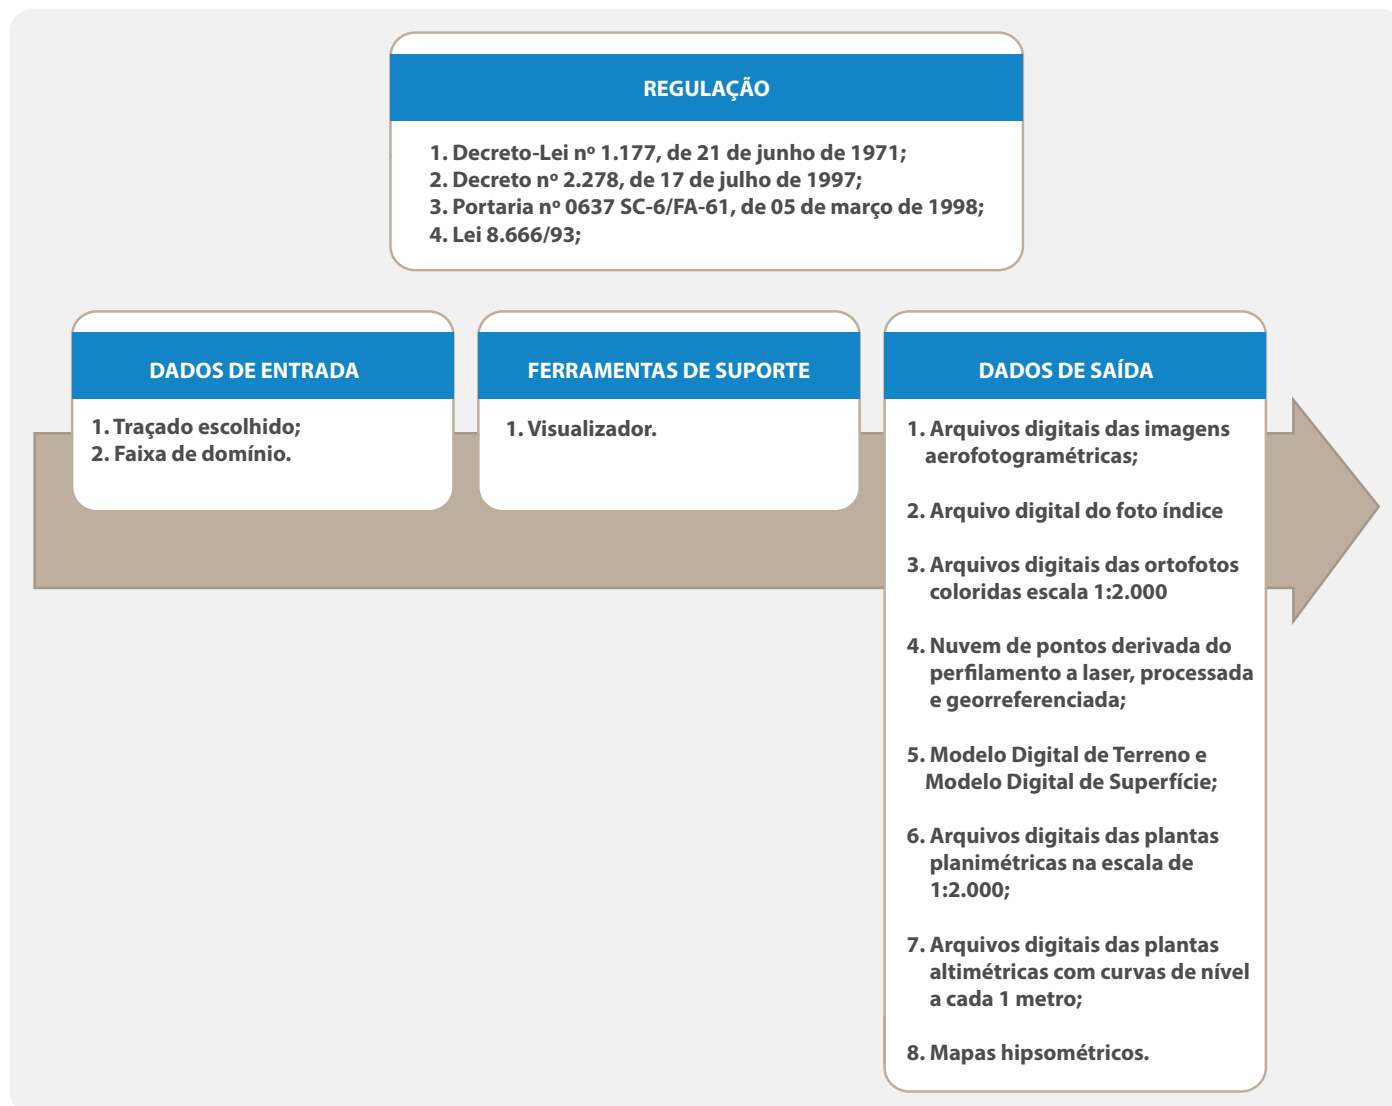 REGULAÇÃO
1. Decreto-Lei nº 1.177, de 21 de junho de 1971;
2. Decreto nº 2.278, de 17 de julho de 1997;
3. Portaria nº 0637 SC-6/FA-61, de 05 de março de 1998;
4. Lei 8.666/93;
DADOS DE ENTRADA
1. Traçado escolhido;
2. Faixa de domínio.
FERRAMENTAS DE SUPORTE
1. Visualizador.
DADOS DE SAÍDA
1. Arquivos digitais das imagens
aerofotogramétricas;
2. Arquivo digital do foto índice
3. Arquivos digitais das ortofotos
coloridas escala 1:2.000
4. Nuvem de pontos derivada do
perfilamento a laser, processada
e georreferenciada;
5. Modelo Digital de Terreno e
Modelo Digital de Superfície;
6. Arquivos digitais das plantas
planimétricas na escala de
1:2.000;
7. Arquivos digitais das plantas
altimétricas com curvas de nível
a cada 1 metro;
8. Mapas hipsométricos.